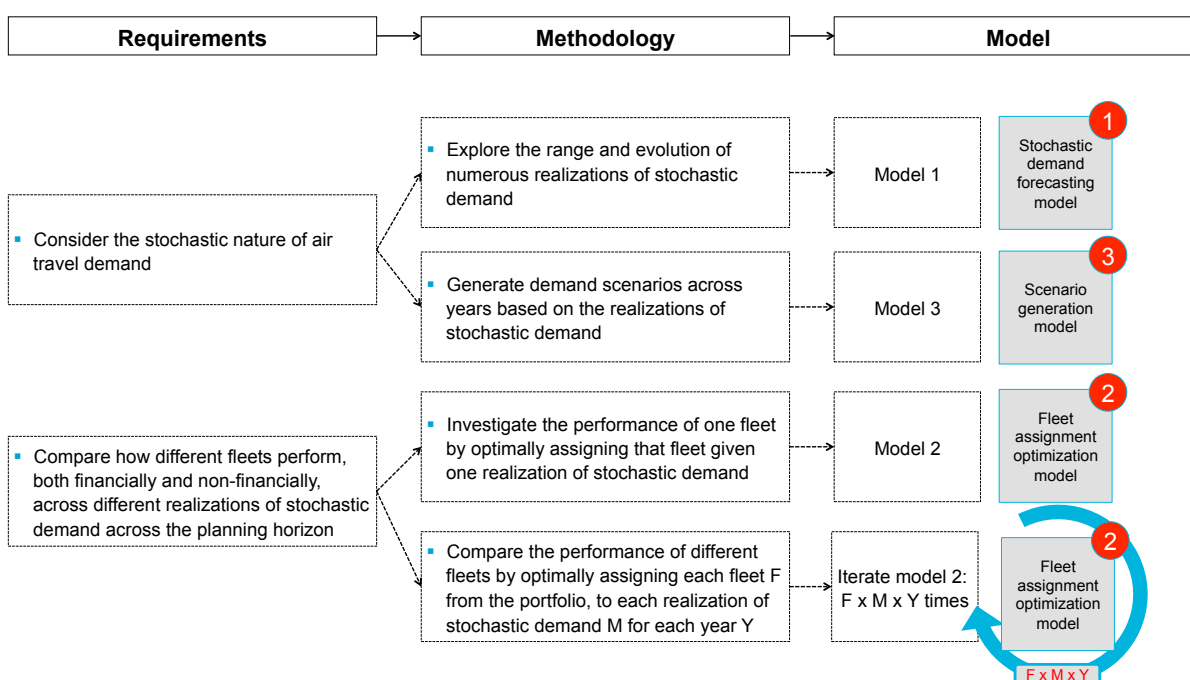 Requirements
Methodology
Model
▪ Consider the stochastic nature of air
travel demand
▪ Explore the range and evolution of
numerous realizations of stochastic
demand
Model 1
1
Stochastic
demand
forecasting
model
▪ Generate demand scenarios across
years based on the realizations of
stochastic demand
Model 3
3
Scenario
generation
model
▪ Compare how different fleets perform,
both financially and non-financially,
across different realizations of stochastic
demand across the planning horizon
▪ Investigate the performance of one fleet
by optimally assigning that fleet given
one realization of stochastic demand
Model 2
2
Fleet
assignment
optimization
model
▪ Compare the performance of different
fleets by optimally assigning each fleet F
from the portfolio, to each realization of
stochastic demand M for each year Y
Iterate model 2:
F x M x Y times
2
Fleet
assignment
optimization
model
F x M x Y